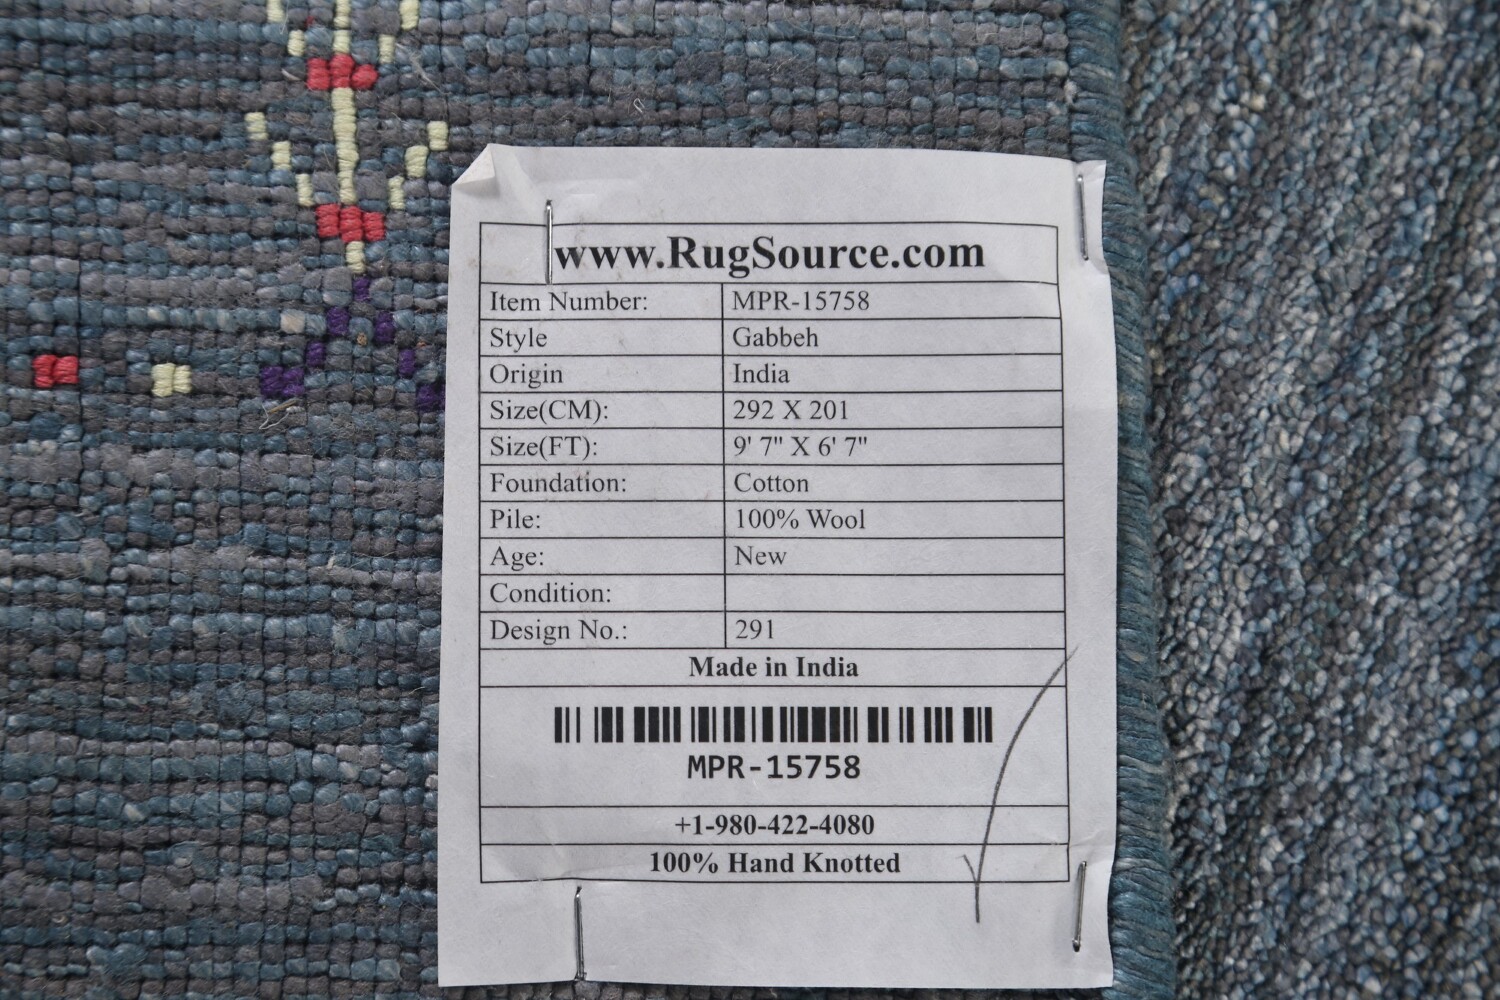 www.RugSource.com
Item Number: MPR-15758
Style Gabbeh
Origin India
Size(CM): 292 X 201
Size(FT): 9' 7" X 6' 7"
Foundation: Cotton
Pile: 100% Wool
Age: New
Condition:
Design No.: 291
Made in India
MPR-15758
+1-980-422-4080
100% Hand Knotted